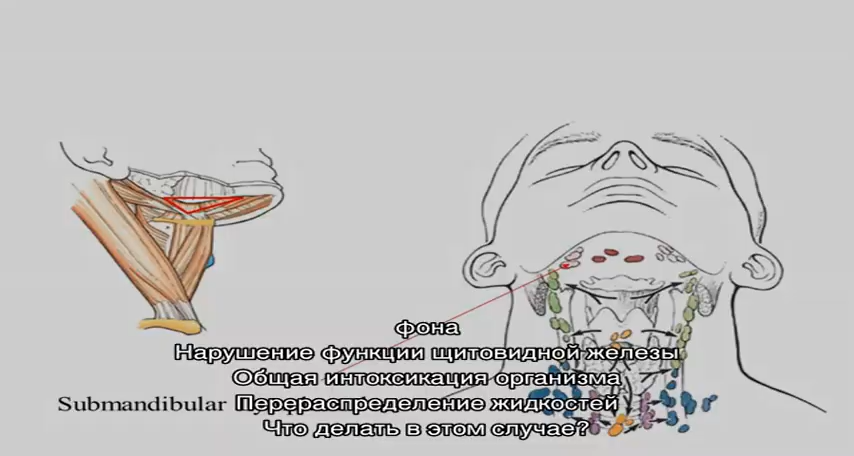 фона
Нарушение функции щитовидной железы
Общая интоксикация организма
Submandibular
Перераспределение жидкостей
Что делать в этом случае?